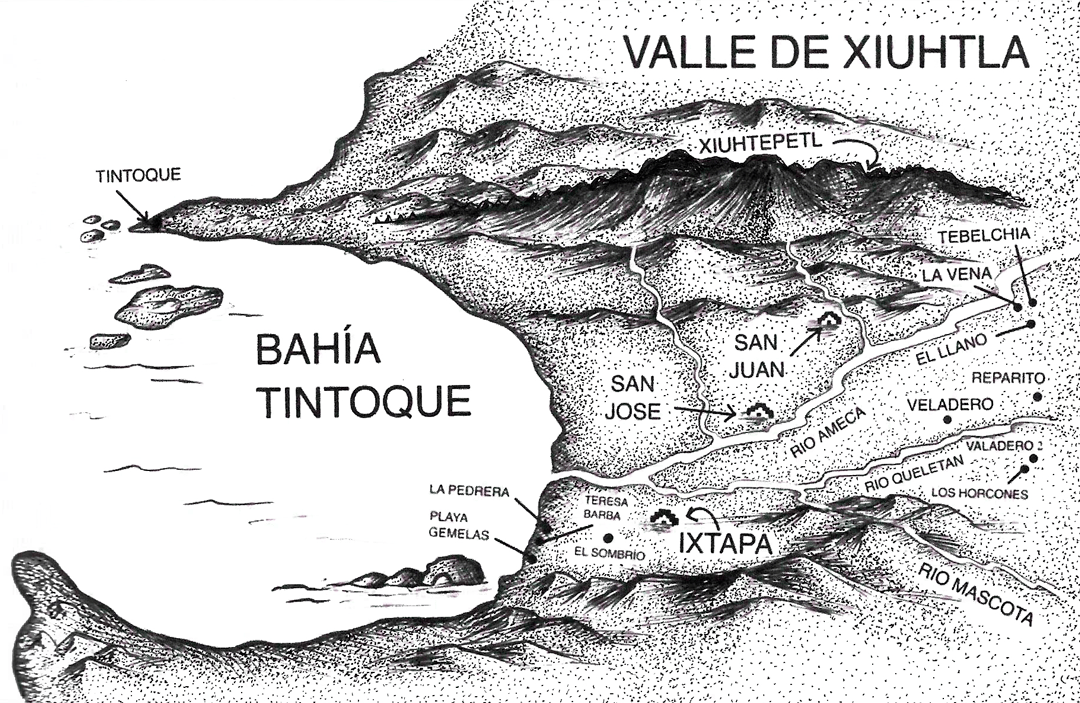 VALLE DE XIUHTLA
XIUHTEPETL
TINTOQUE
TEBELCHIA
LA VENA
BAHÍA
TINTOQUE
SAN
JUAN
EL LLANO
SAN
JOSE
REPARITO
VELADERO
RIO AMECA
VALADERO 2
RIO QUELETAN
LOS HORCONES
LA PEDRERA
TERESA
BARBA
PLAYA
GEMELAS
EL SOMBRÍO
IXTAPA
RIO MASCOTA